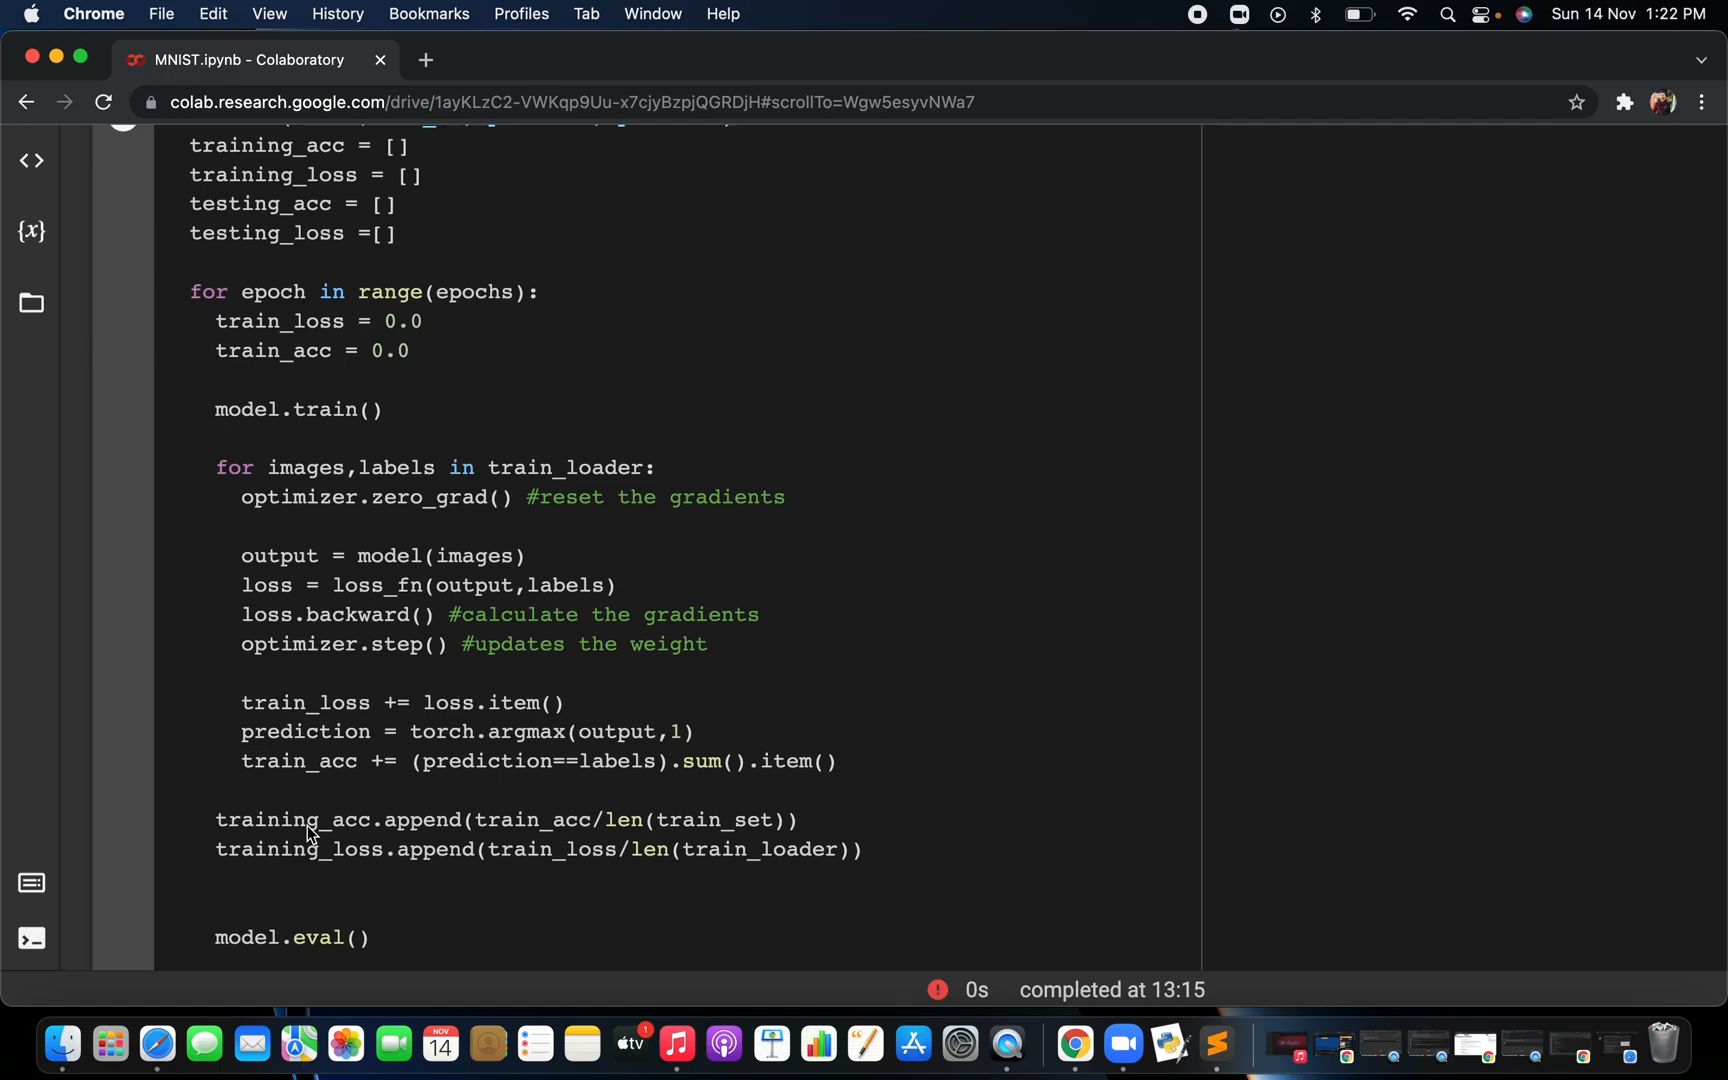 Chrome File Edit View History Bookmarks Profiles Tab Window Help Sun 14 Nov 1:22 PM
MNIST.ipynb - Colaboratory
colab.research.google.com/drive/1ayKLzC2-VWKqp9Uu-x7cjyBzpjQGRDjH#scrollTo=Wgw5esyvNWa7
training_acc = []
training_loss = []
testing_acc = []
testing_loss =[]
for epoch in range(epochs):
train_loss = 0.0
train_acc = 0.0
model.train()
for images,labels in train_loader:
optimizer.zero_grad() #reset the gradients
output = model(images)
loss = loss_fn(output,labels)
loss.backward() #calculate the gradients
optimizer.step() #updates the weight
train_loss += loss.item()
prediction = torch.argmax(output,1)
train_acc += (prediction==labels).sum().item()
training_acc.append(train_acc/len(train_set))
training_loss.append(train_loss/len(train_loader))
model.eval()
0s completed at 13:15
NOV
14
tv
1